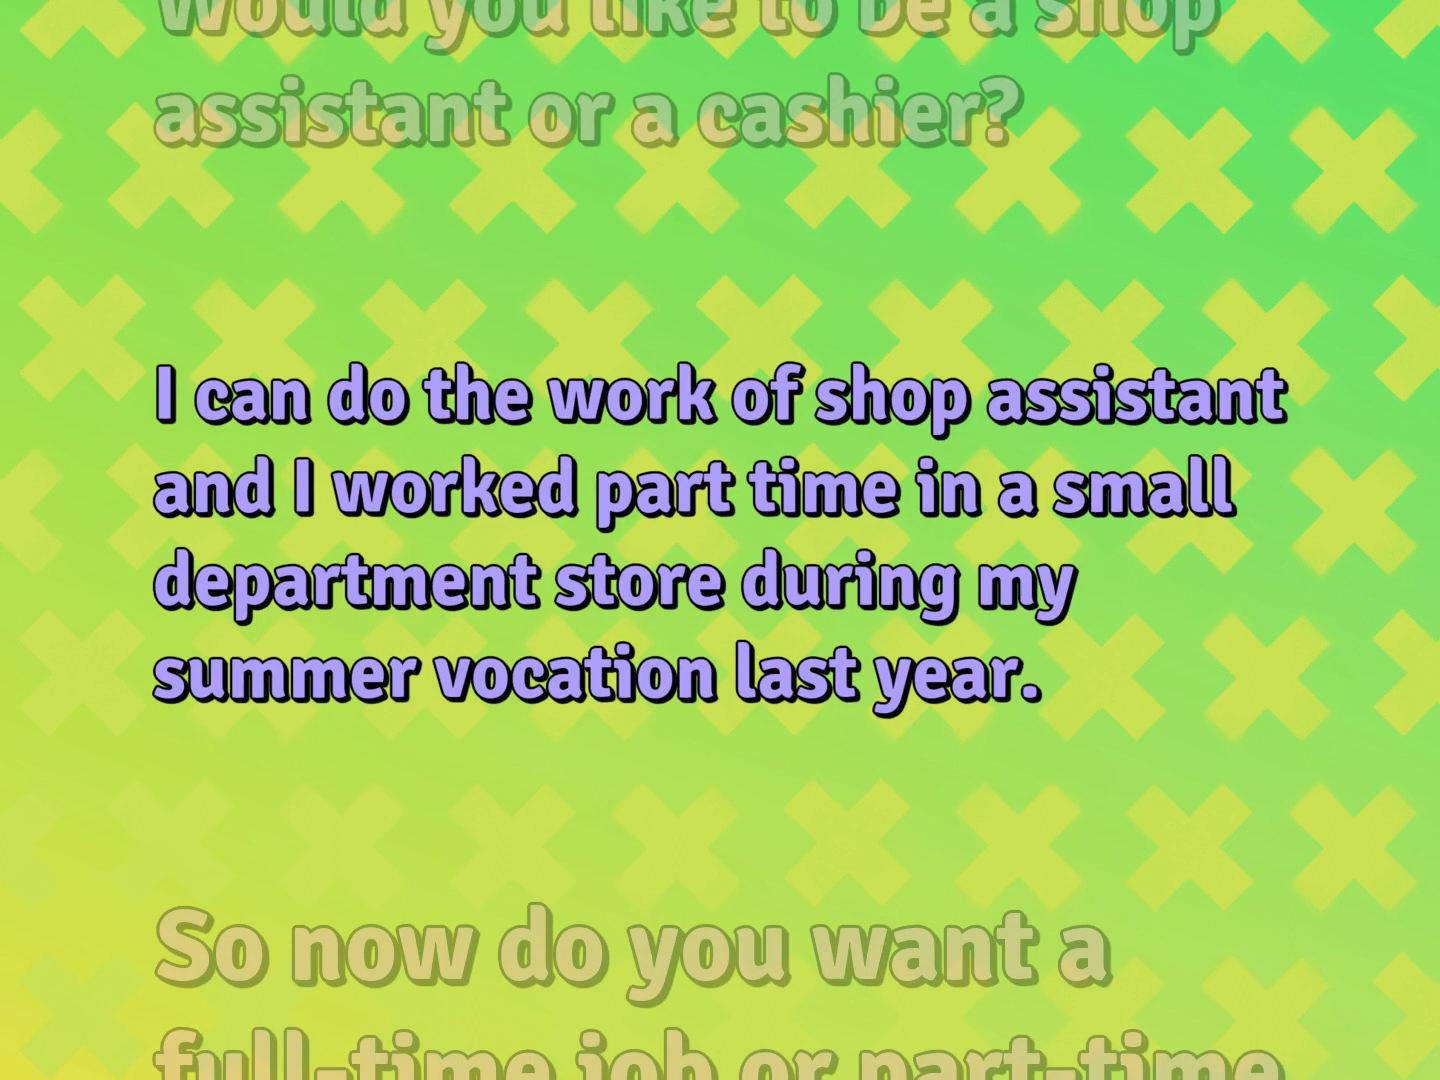 would you like to be a shop
assistant or a cashier?
I can do the work of shop assistant
and I worked part time in a small
department store during my
summer vocation last year.
So now do you want a
full-time job or part-time